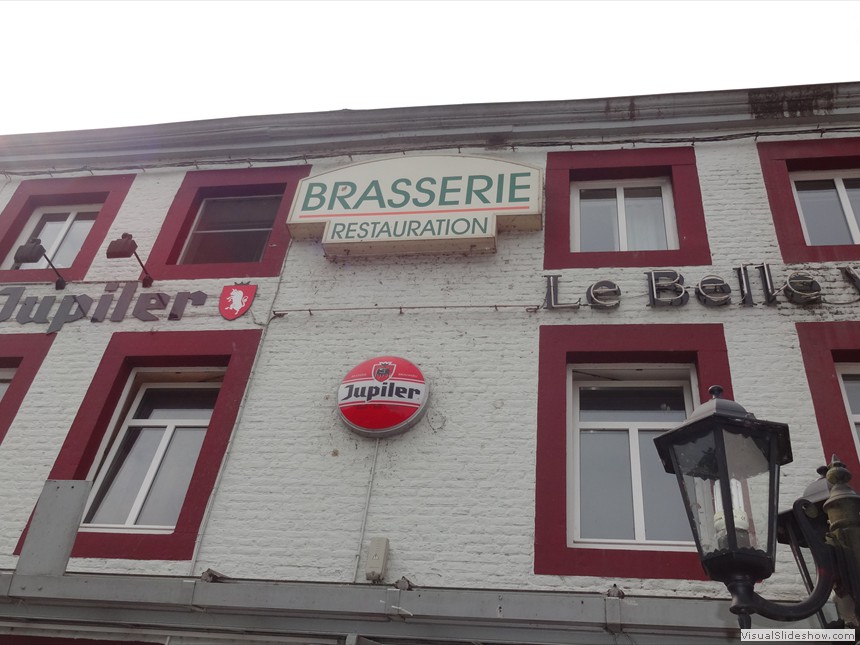 BRASSERIE
RESTAURATION
Jupiler
Le Belle
Jupiler
VisualSlideshow.com